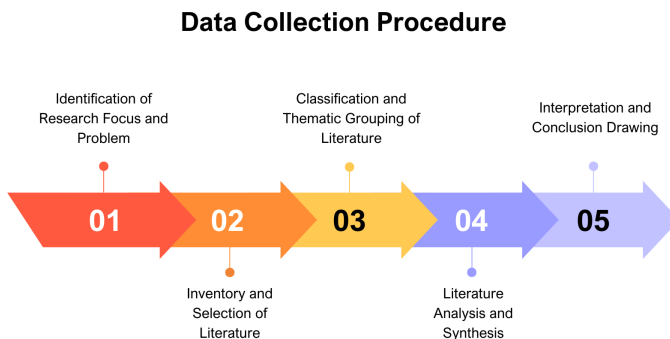 Data Collection Procedure
Identification of
Research Focus and
Problem
Classification and
Thematic Grouping of
Literature
Interpretation and
Conclusion Drawing
01
02
03
04
05
Inventory and
Selection of
Literature
Literature
Analysis and
Synthesis